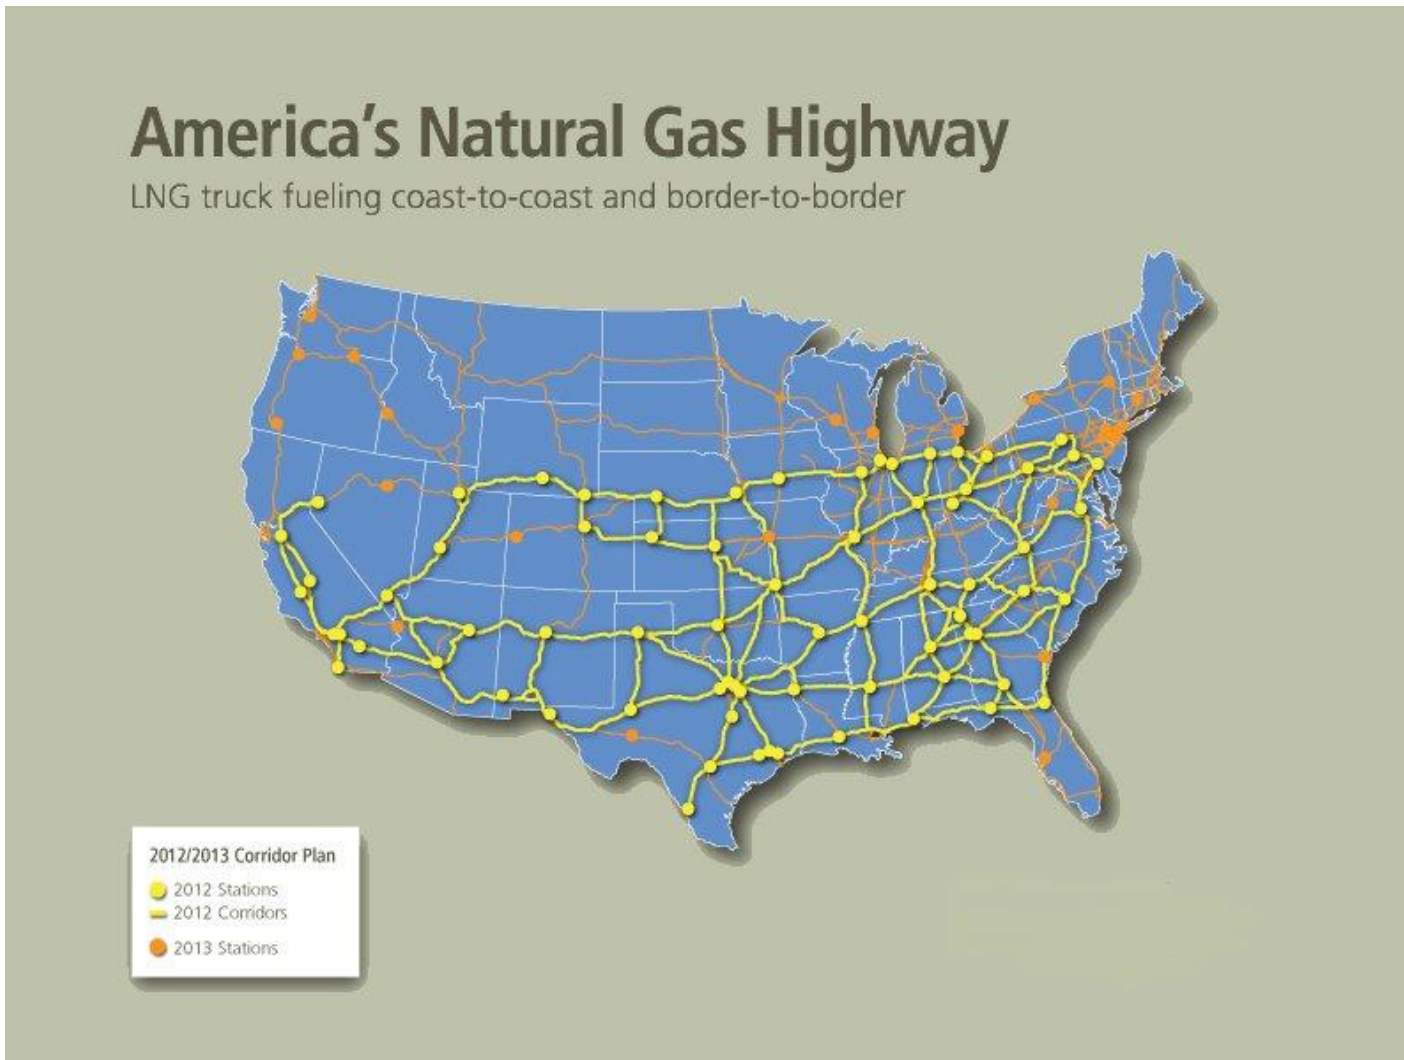 America's Natural Gas Highway
LNG truck fueling coast-to-coast and border-to-border
2012/2013 Corridor Plan
2012 Stations
2012 Corridors
2013 Stations